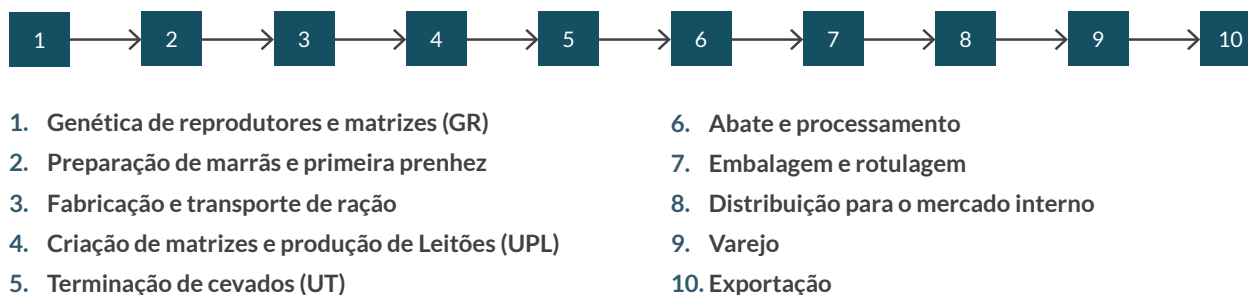 1 2 3 4 5 6 7 8 9 10
1. Genética de reprodutores e matrizes (GR)
2. Preparação de marrãs e primeira prenhez
3. Fabricação e transporte de ração
4. Criação de matrizes e produção de Leitões (UPL)
5. Terminação de cevados (UT)
6. Abate e processamento
7. Embalagem e rotulagem
8. Distribuição para o mercado interno
9. Varejo
10. Exportação